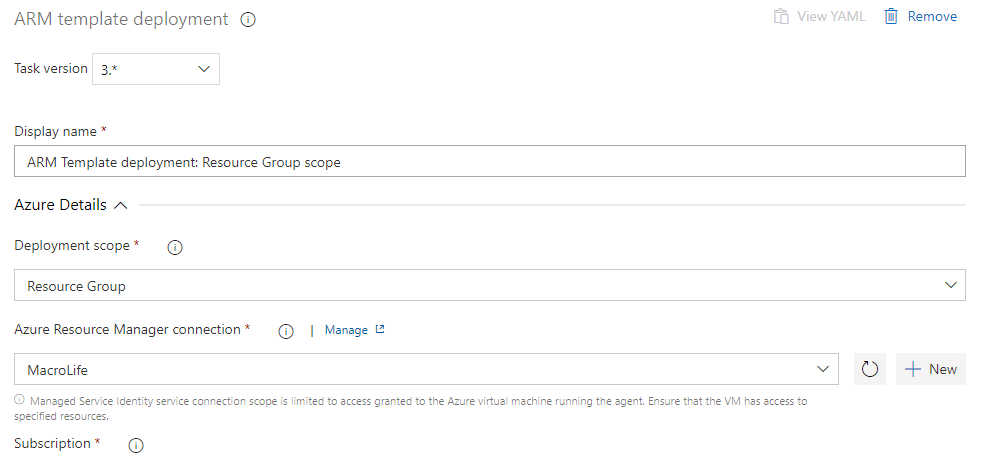 ARM template deployment
View YAML
Remove
Task version 3.*
Display name *
ARM Template deployment: Resource Group scope
Azure Details
Deployment scope *
Resource Group
Azure Resource Manager connection * | Manage
MacroLife
New
Managed Service Identity service connection scope is limited to access granted to the Azure virtual machine running the agent. Ensure that the VM has access to
specified resources.
Subscription *